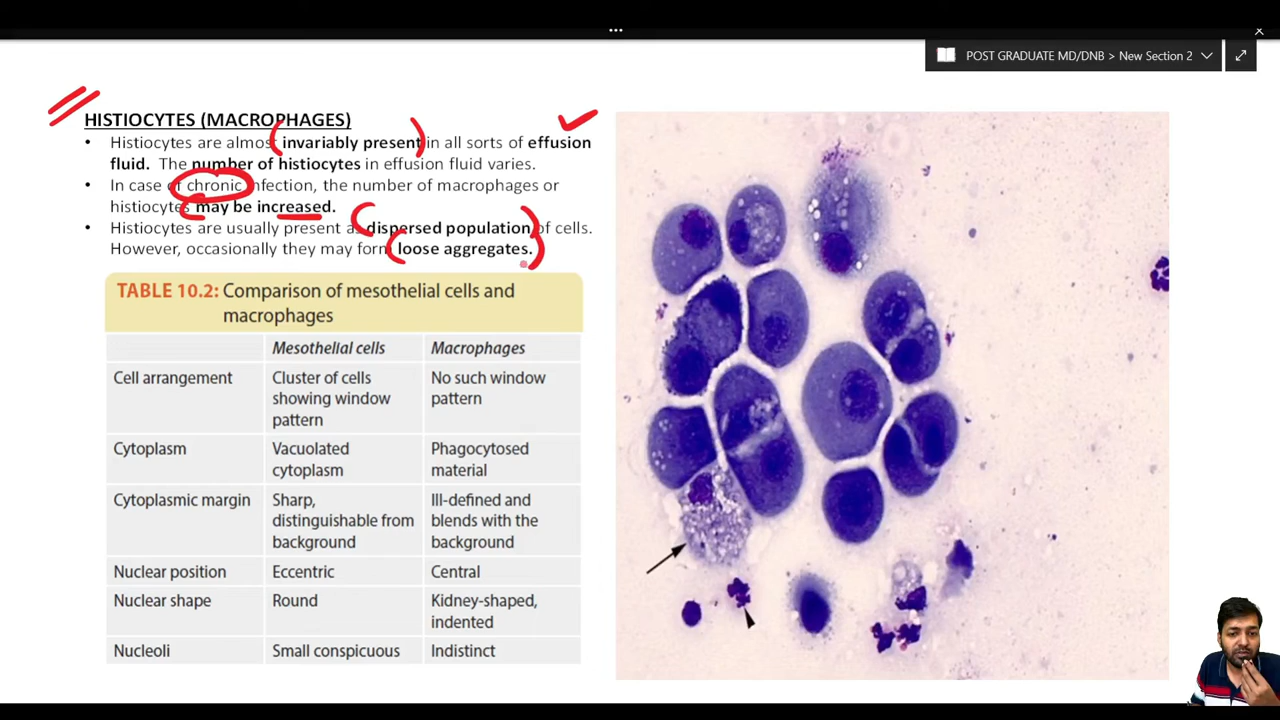 POST GRADUATE MD/DNB > New Section 2
HISTIOCYTES (MACROPHAGES)
• Histiocytes are almost invariably present in all sorts of effusion
fluid. The number of histiocytes in effusion fluid varies.
• In case of chronic infection, the number of macrophages or
histiocytes may be increased.
• Histiocytes are usually present as dispersed population of cells.
However, occasionally they may form loose aggregates.
TABLE 10.2: Comparison of mesothelial cells and
macrophages
Mesothelial cells Macrophages
Cell arrangement Cluster of cells No such window
showing window pattern
pattern
Cytoplasm Vacuolated Phagocytosed
cytoplasm material
Cytoplasmic margin Sharp, Ill-defined and
distinguishable from blends with the
background background
Nuclear position Eccentric Central
Nuclear shape Round Kidney-shaped,
indented
Nucleoli Small conspicuous Indistinct